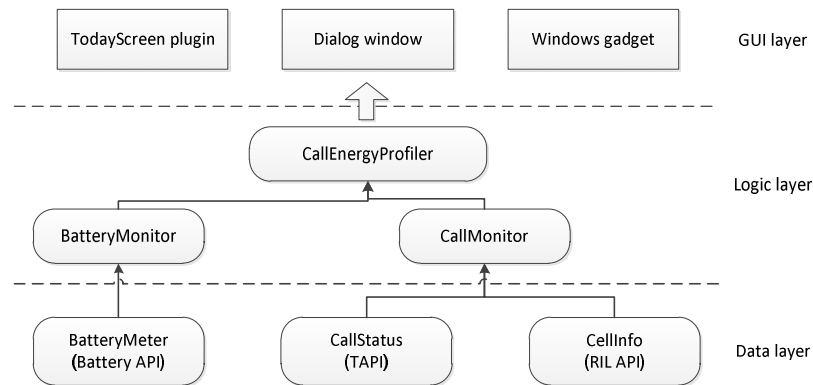 TodayScreen plugin
Dialog window
Windows gadget
GUI layer
CallEnergyProfiler
Logic layer
BatteryMonitor
CallMonitor
BatteryMeter
(Battery API)
CallStatus
(TAPI)
CellInfo
(RIL API)
Data layer